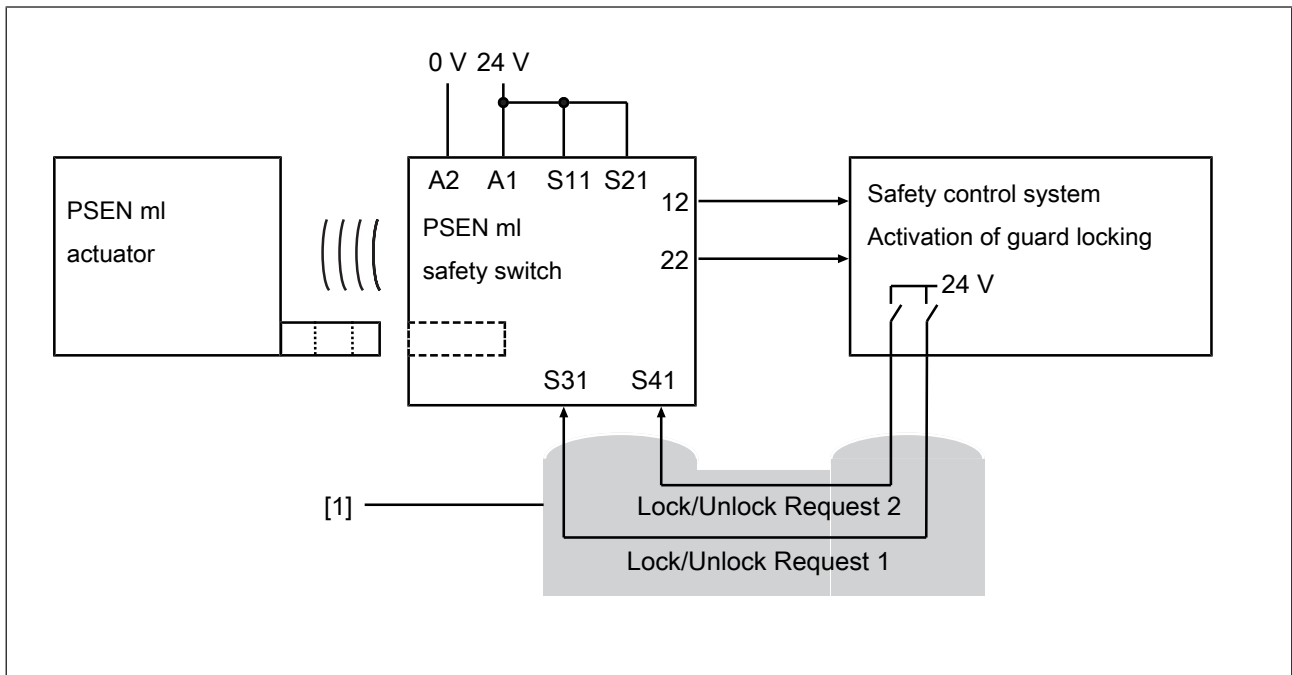 0 V 24 V
PSEN ml
actuator
A2 A1 S11 S21
12
PSEN ml
safety switch
22
S31 S41
Safety control system
Activation of guard locking
24 V
[1]
Lock/Unlock Request 2
Lock/Unlock Request 1